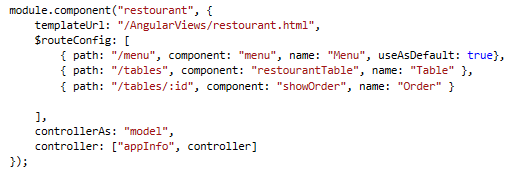 module.component("restourant", {
    templateUrl: "/AngularViews/restourant.html",
    $routeConfig: [
        { path: "/menu", component: "menu", name: "Menu", useAsDefault: true},
        { path: "/tables", component: "restourantTable", name: "Table" },
        { path: "/tables/:id", component: "showOrder", name: "Order" }
    ],
    controllerAs: "model",
    controller: ["appInfo", controller]
});